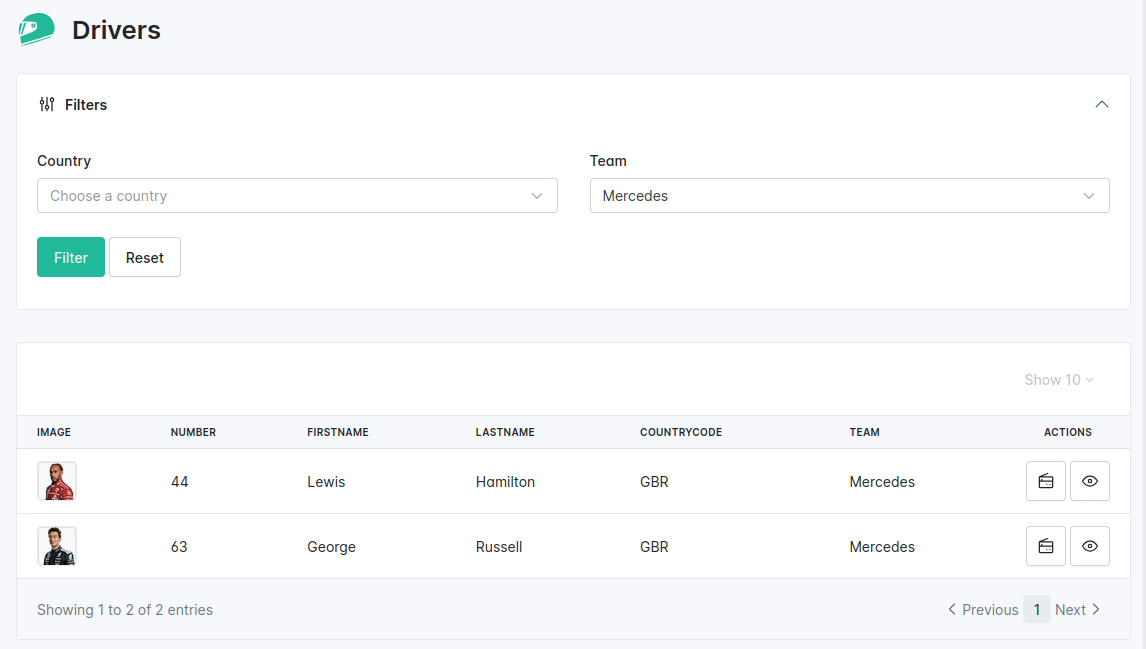 Drivers
Filters
Country Team
Choose a country Mercedes
Filter Reset
Show 10
IMAGE NUMBER FIRSTNAME LASTNAME COUNTRYCODE TEAM ACTIONS
44 Lewis Hamilton GBR Mercedes
63 George Russell GBR Mercedes
Showing 1 to 2 of 2 entries Previous 1 Next